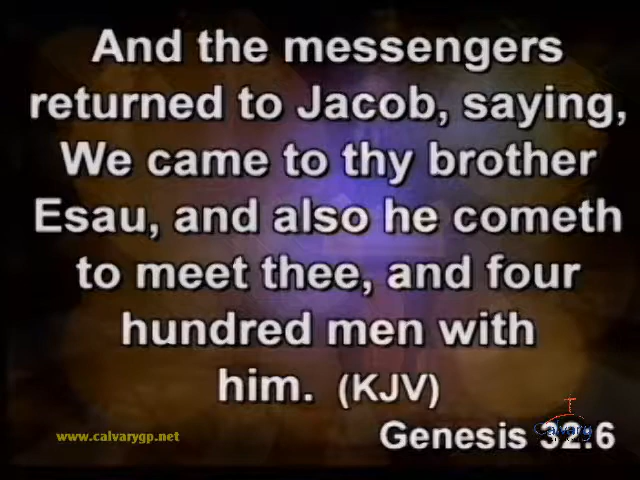 And the messengers
returned to Jacob, saying,
We came to thy brother
Esau, and also he cometh
to meet thee, and four
hundred men with
him. (KJV)
www.calvarygp.net
Genesis 32:6
Calvary